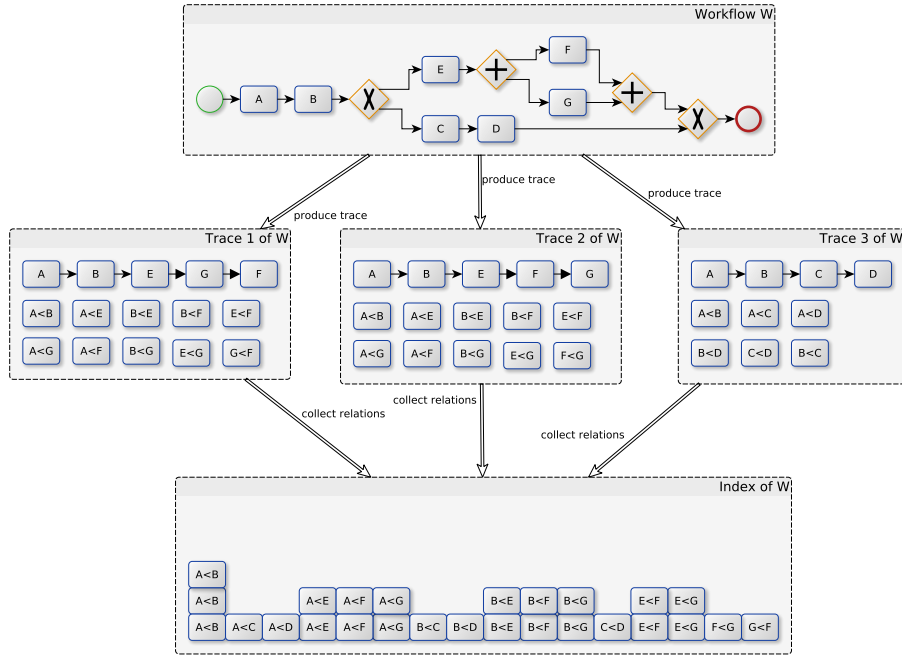 Workflow W
F
E
A B
G
C D
produce trace
produce trace
produce trace
Trace 1 of W
A B E G F
A<B A<E B<E B<F E<F
A<G A<F B<G E<G G<F
Trace 2 of W
A B E F G
A<B A<E B<E B<F E<F
A<G A<F B<G E<G F<G
Trace 3 of W
A B C D
A<B A<C A<D
B<D C<D B<C
collect relations
collect relations
collect relations
Index of W
A<B
A<B A<E A<F A<G B<E B<F B<G E<F E<G
A<B A<C A<D A<E A<F A<G B<C B<D B<E B<F B<G C<D E<F E<G F<G G<F